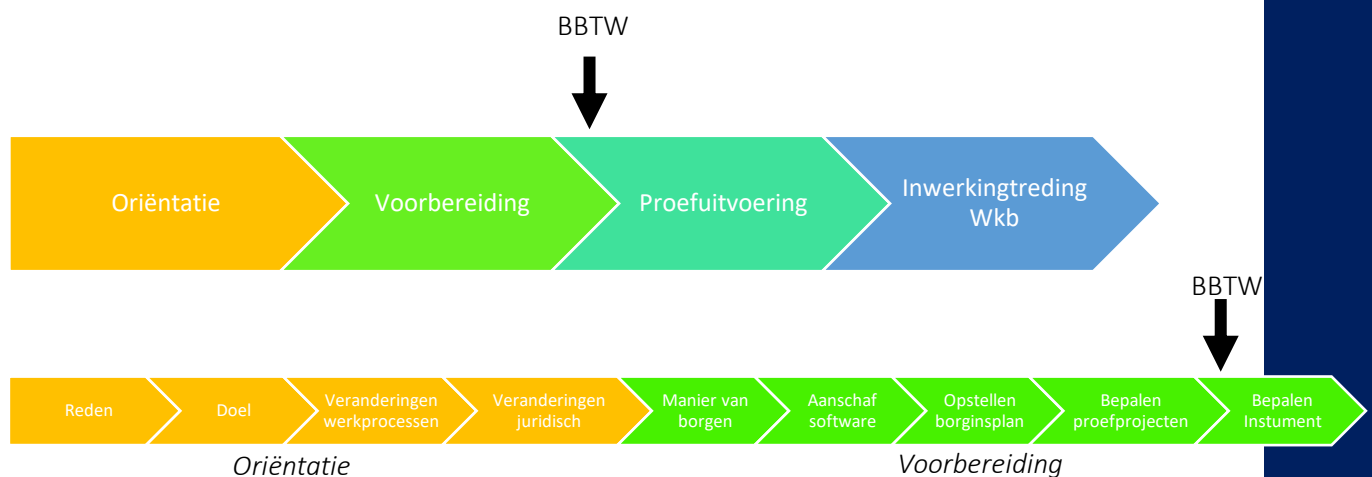 BBTW
Oriëntatie
Voorbereiding
Proefuitvoering
Inwerkingtreding
Wkb
BBTW
Reden
Doel
Veranderingen
werkprocessen
Veranderingen
juridisch
Manier van
borgen
Aanschaf
software
Opstellen
borginsplan
Bepalen
proefprojecten
Bepalen
Instument
Oriëntatie
Voorbereiding